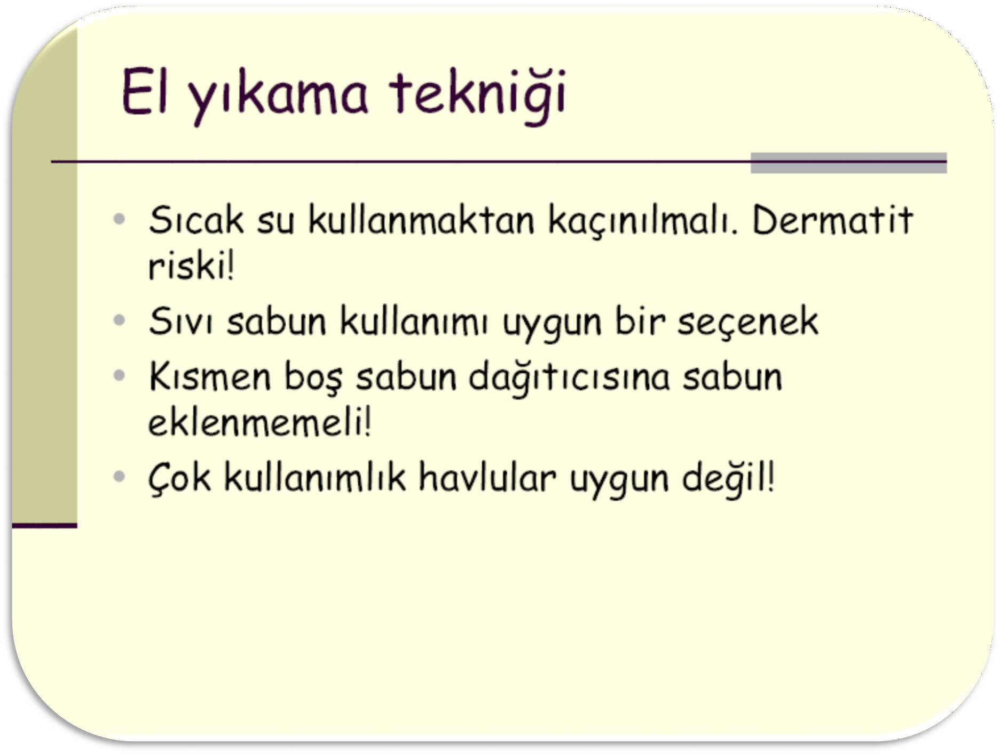 El yıkama tekniği
Sıcak su kullanmaktan kaçınılmalı. Dermatit
riski!
Sıvı sabun kullanımı uygun bir seçenek
Kısmen boş sabun dağıtıcısına sabun
eklenmemeli!
Çok kullanımlık havlular uygun değil!